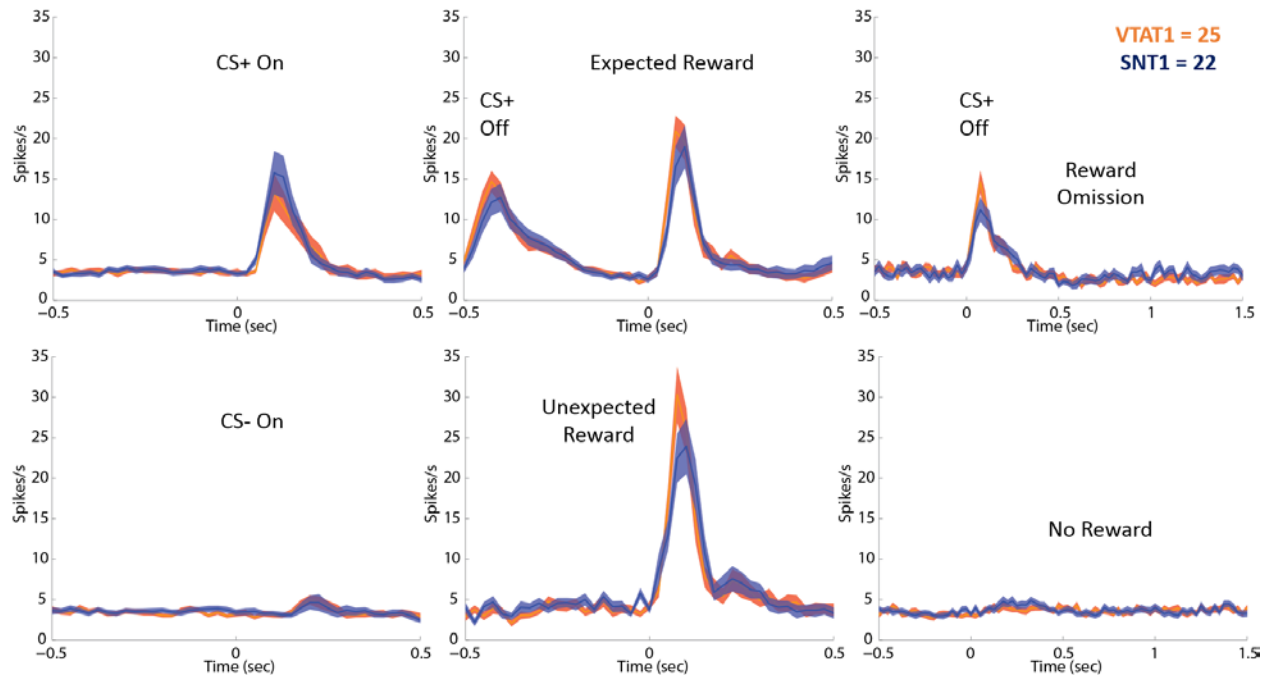 35
30
25
20
15
10
5
0
Spikes/s
CS+ On
−0.5
0
0.5
Time (sec)
35
30
25
20
15
10
5
0
Spikes/s
Expected Reward
CS+
Off
−0.5
0
0.5
Time (sec)
35
30
25
20
15
10
5
0
Spikes/s
VTAT1 = 25
SNT1 = 22
CS+
Off
Reward
Omission
−0.5
0
0.5
1
1.5
Time (sec)
35
30
25
20
15
10
5
0
Spikes/s
CS- On
−0.5
0
0.5
Time (sec)
35
30
25
20
15
10
5
0
Spikes/s
Unexpected
Reward
−0.5
0
0.5
Time (sec)
35
30
25
20
15
10
5
0
Spikes/s
No Reward
−0.5
0
0.5
1
1.5
Time (sec)